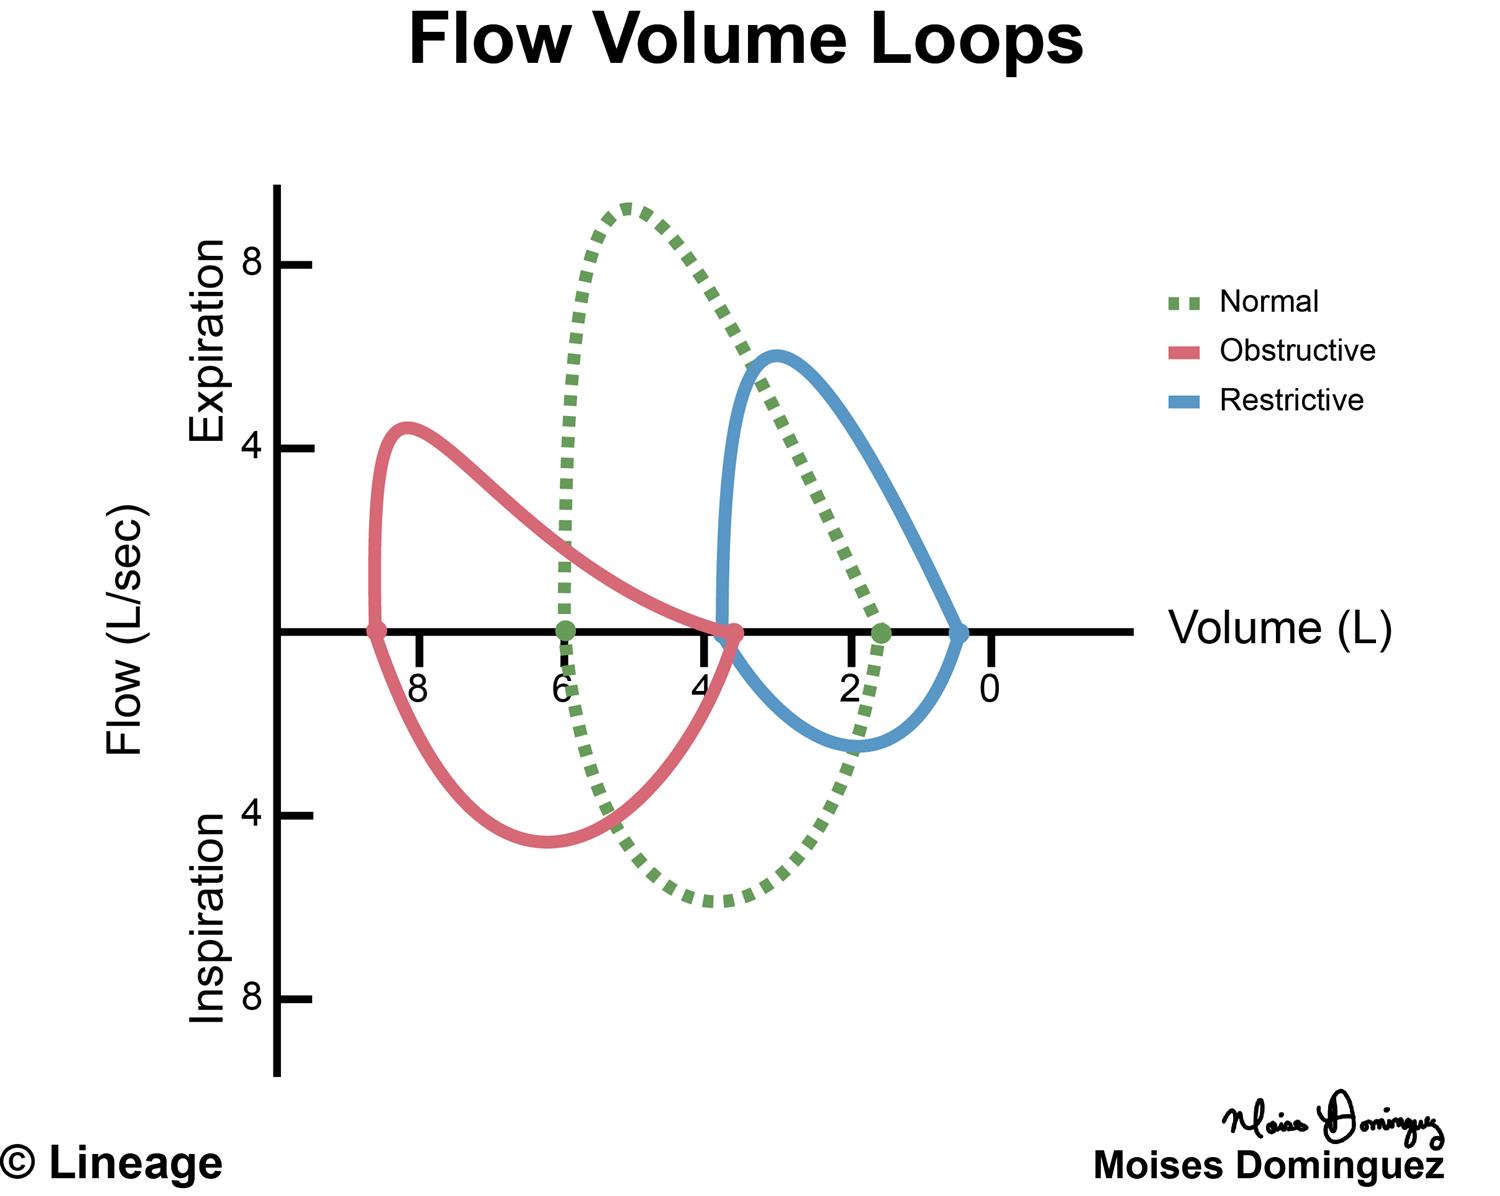 Flow Volume Loops
Expiration
8
4
Flow (L/sec)
Volume (L)
8
6
4
2
0
4
8
Inspiration
Normal
Obstructive
Restrictive
Moises Dominguez
Moises Dominguez
© Lineage